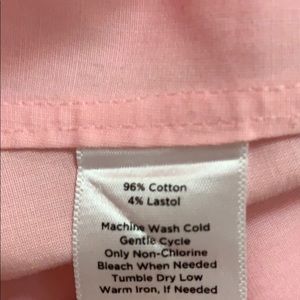 96% Cotton
4% Lastol
Machine Wash Cold
Gentle Cycle
Only Non-Chlorine
Bleach When Needed
Tumble Dry Low
Warm Iron, If Needed